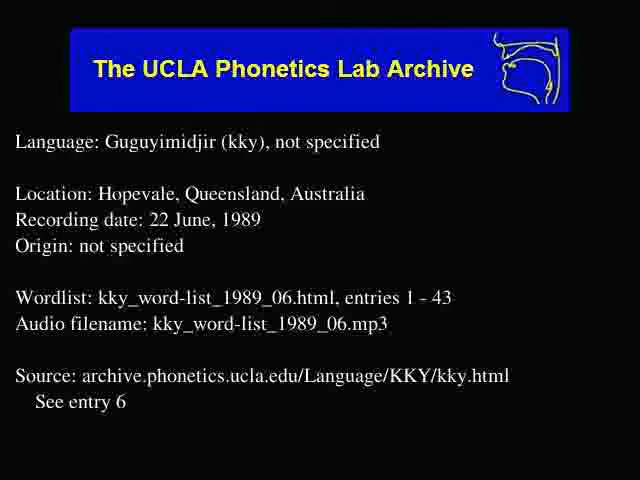 The UCLA Phonetics Lab Archive
Language: Guguyimidjir (kky), not specified
Location: Hopevale, Queensland, Australia
Recording date: 22 June, 1989
Origin: not specified
Wordlist: kky_word-list_1989_06.html, entries 1 - 43
Audio filename: kky_word-list_1989_06.mp3
Source: archive.phonetics.ucla.edu/Language/KKY/kky.html
See entry 6